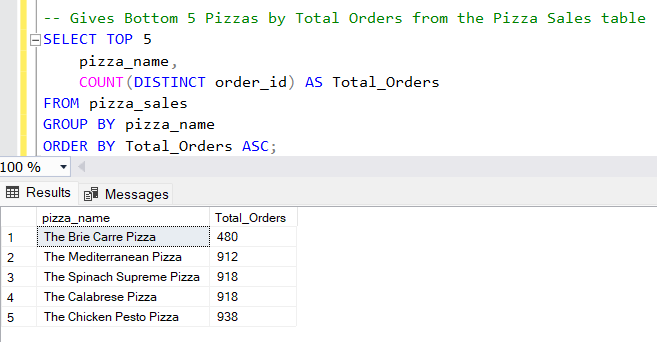 -- Gives Bottom 5 Pizzas by Total Orders from the Pizza Sales table
SELECT TOP 5
pizza_name,
COUNT(DISTINCT order_id) AS Total_Orders
FROM pizza_sales
GROUP BY pizza_name
ORDER BY Total_Orders ASC;
100 %
Results Messages
pizza_name Total_Orders
1 The Brie Carre Pizza 480
2 The Mediterranean Pizza 912
3 The Spinach Supreme Pizza 918
4 The Calabrese Pizza 918
5 The Chicken Pesto Pizza 938